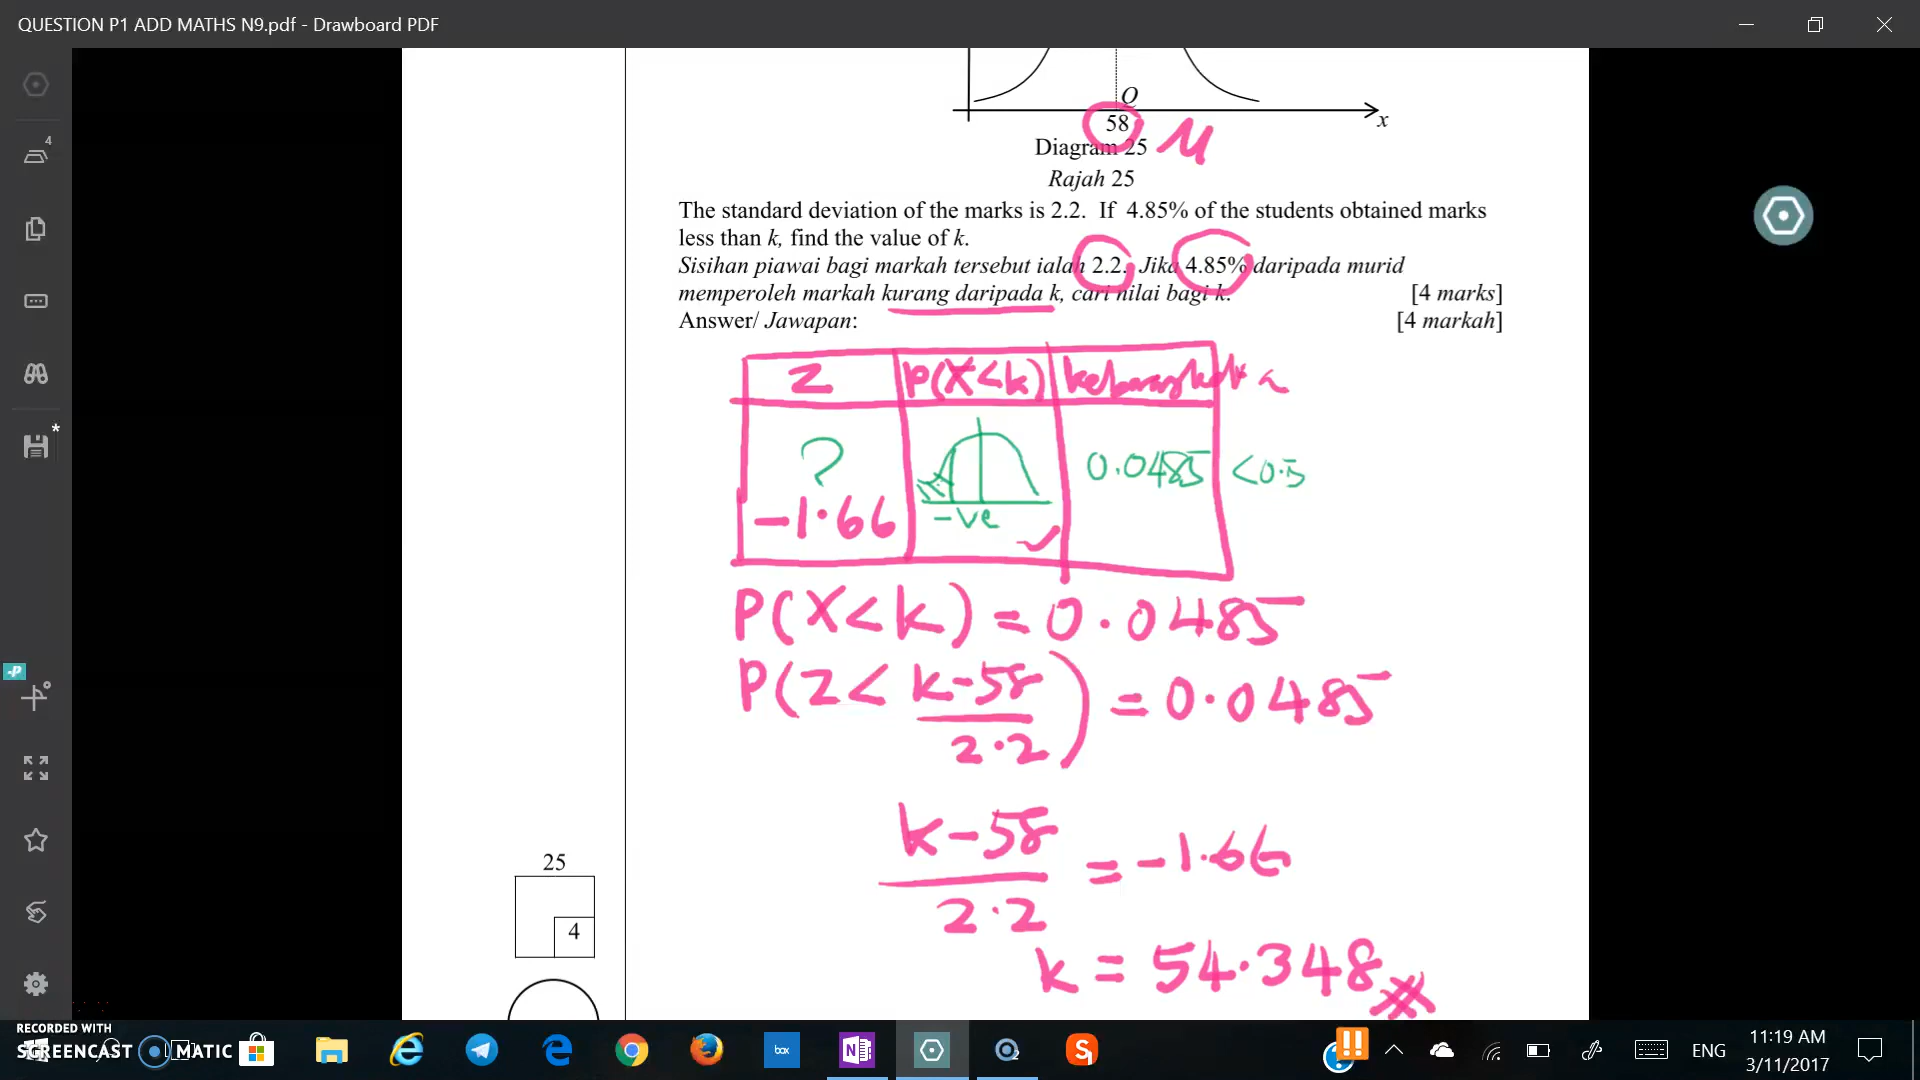 QUESTION P1 ADD MATHS N9.pdf - Drawboard PDF
4
*
P
O
58
x
μ
Diagram 25
Rajah 25
The standard deviation of the marks is 2.2. If 4.85% of the students obtained marks
less than k, find the value of k.
Sisihan piawai bagi markah tersebut ialah 2.2. Jika 4.85% daripada murid
memperoleh markah kurang daripada k, cari nilai bagi k. [4 marks]
Answer/ Jawapan: [4 markah]
Z P(X<k)
? 0.0485 <0.5
-1.66 -ve
P(X<k) = 0.0485
P(Z < k-58 / 2.2) = 0.0485
k-58 / 2.2 = -1.66
k = 54.348
25
4
RECORDED WITH
SCREENCAST MATIC
box
N
S
ENG
11:19 AM
3/11/2017